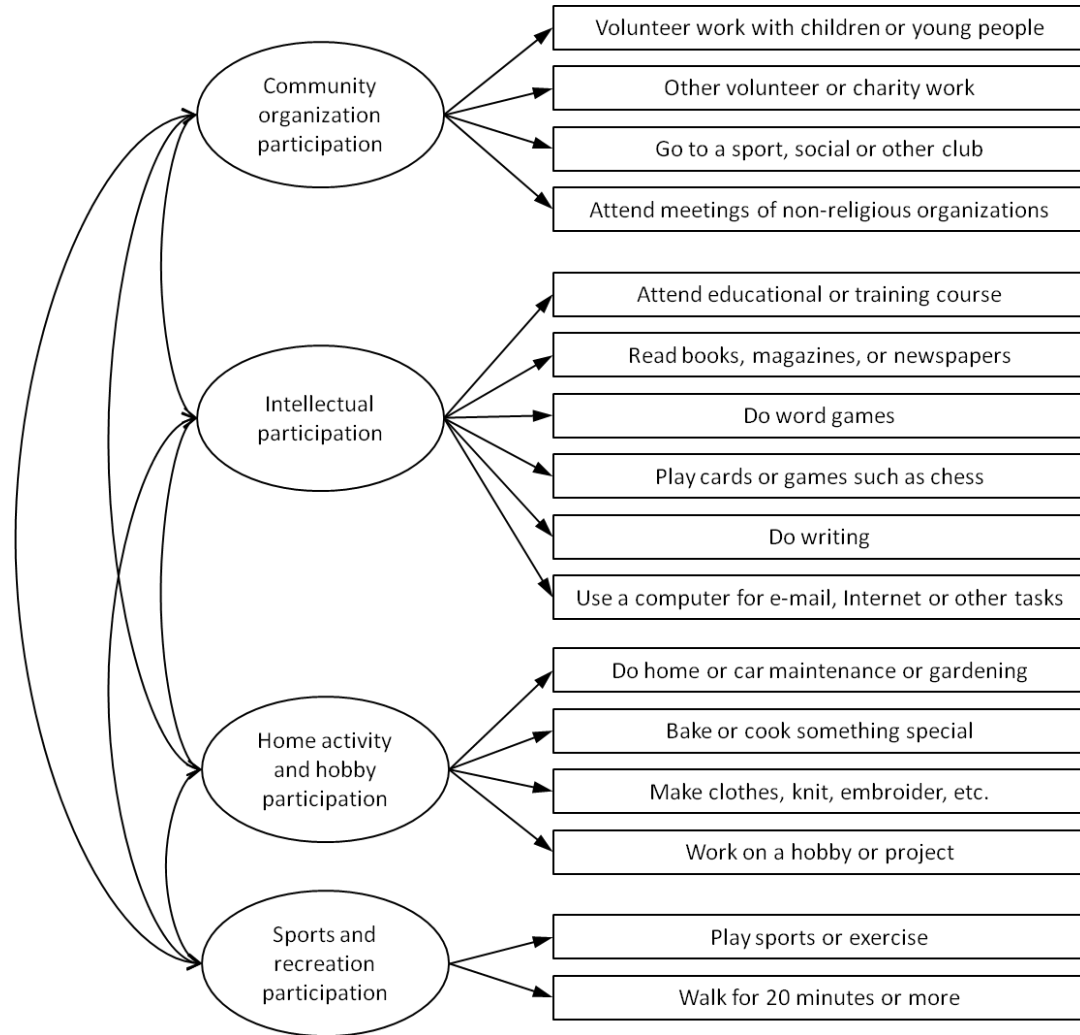 Community
organization
participation
Volunteer work with children or young people
Other volunteer or charity work
Go to a sport, social or other club
Attend meetings of non-religious organizations
Intellectual
participation
Attend educational or training course
Read books, magazines, or newspapers
Do word games
Play cards or games such as chess
Do writing
Use a computer for e-mail, Internet or other tasks
Home activity
and hobby
participation
Do home or car maintenance or gardening
Bake or cook something special
Make clothes, knit, embroider, etc.
Work on a hobby or project
Sports and
recreation
participation
Play sports or exercise
Walk for 20 minutes or more